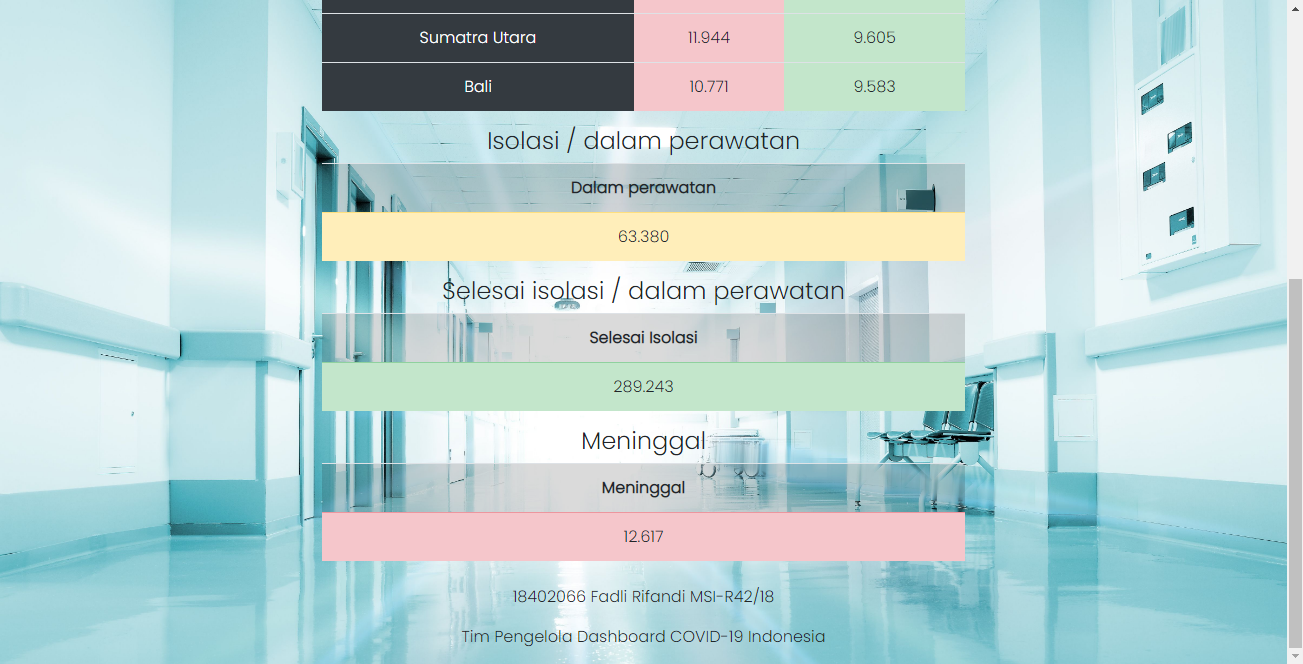 Sumatra Utara 11.944 9.605
Bali 10.771 9.583
Isolasi / dalam perawatan
Dalam perawatan
63.380
Selesai isolasi / dalam perawatan
Selesai Isolasi
289.243
Meninggal
Meninggal
12.617
18402066 Fadli Rifandi MSI-R42/18
Tim Pengelola Dashboard COVID-19 Indonesia